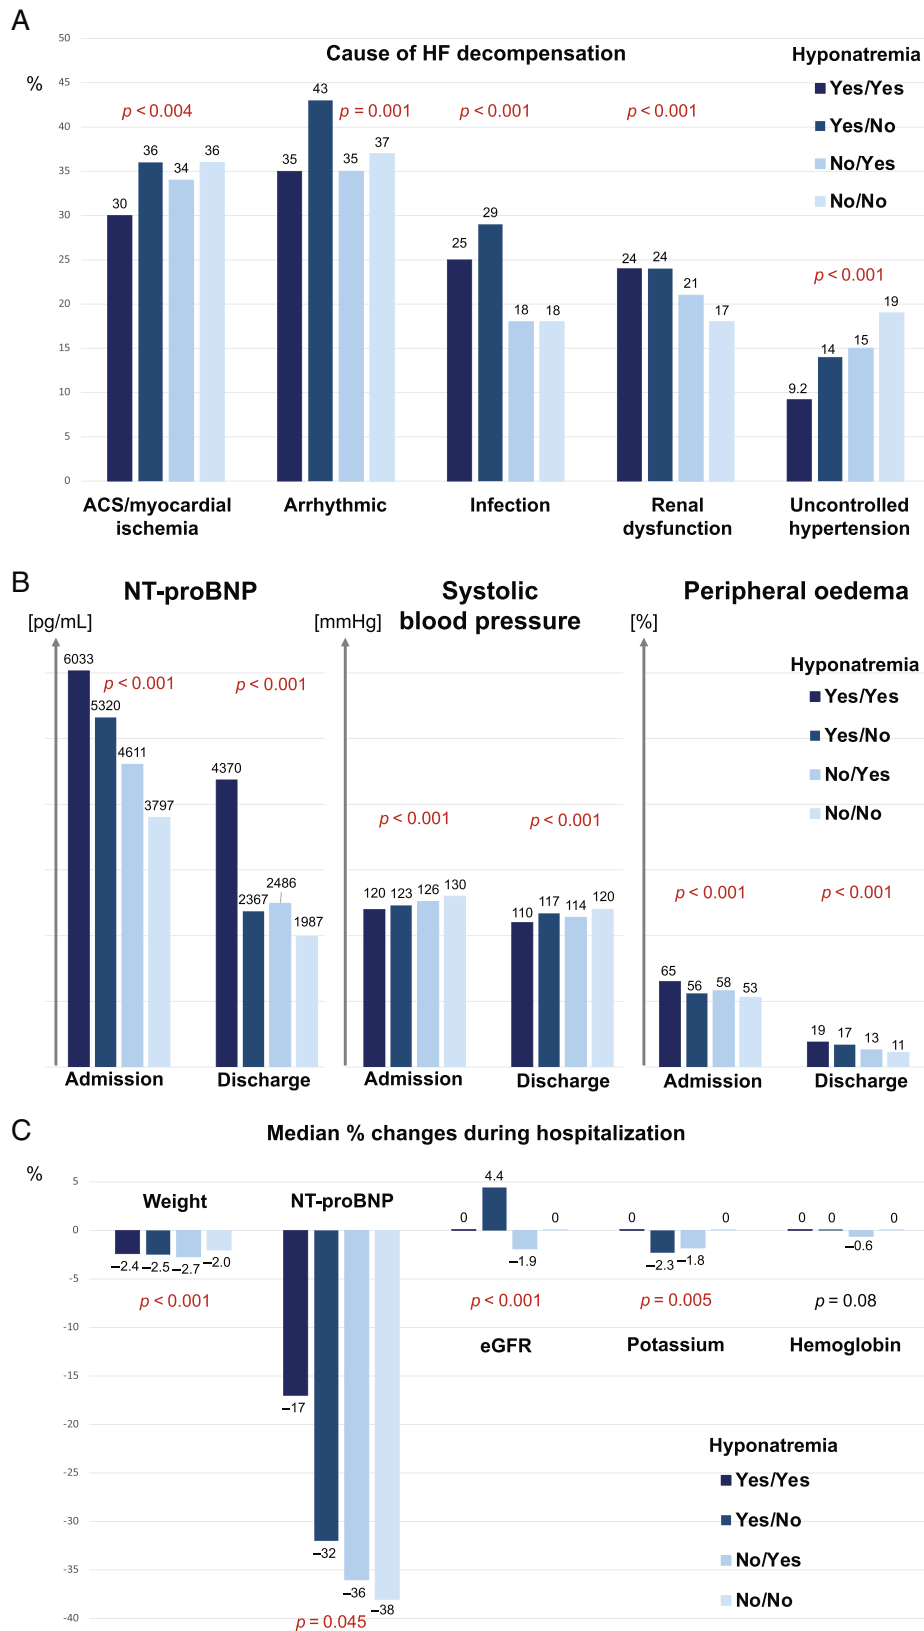 A
Cause of HF decompensation
Hyponatremia
Yes/Yes
Yes/No
No/Yes
No/No
%
50
45
40
35
30
25
20
15
10
5
0
p < 0.004
p = 0.001
p < 0.001
p < 0.001
p < 0.001
30
36
34
36
35
43
35
37
25
29
18
18
24
24
21
17
9.2
14
15
19
ACS/myocardial
ischemia
Arrhythmic
Infection
Renal
dysfunction
Uncontrolled
hypertension
B
NT-proBNP
[pg/mL]
p < 0.001
p < 0.001
6033
5320
4611
3797
4370
2367
2486
1987
Admission
Discharge
Systolic
blood pressure
[mmHg]
p < 0.001
p < 0.001
120
123
126
130
110
117
114
120
Admission
Discharge
Peripheral oedema
[%]
Hyponatremia
Yes/Yes
Yes/No
No/Yes
No/No
p < 0.001
p < 0.001
65
56
58
53
19
17
13
11
Admission
Discharge
C
Median % changes during hospitalization
%
5
0
-5
-10
-15
-20
-25
-30
-35
-40
Weight
–2.4
–2.5
–2.7
–2.0
p < 0.001
NT-proBNP
–17
–32
–36
–38
p = 0.045
0
4.4
–1.9
0
p < 0.001
eGFR
0
–2.3
–1.8
0
p = 0.005
Potassium
0
0
–0.6
0
p = 0.08
Hemoglobin
Hyponatremia
Yes/Yes
Yes/No
No/Yes
No/No